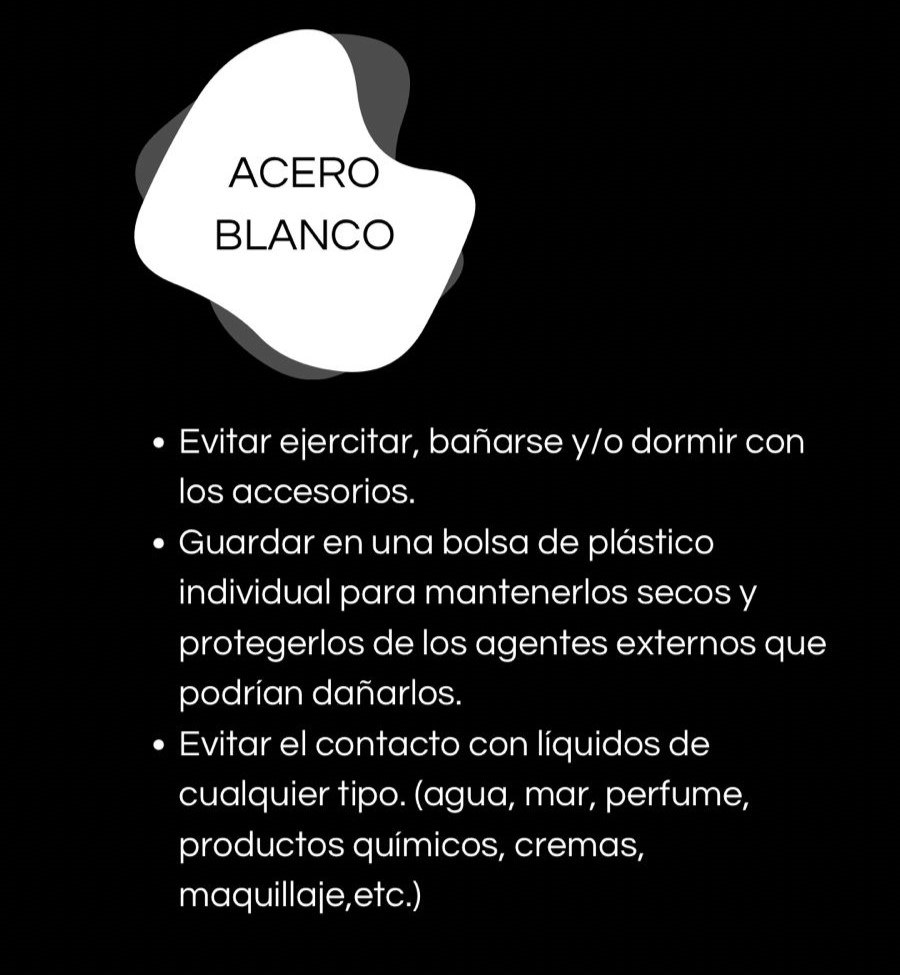 ACERO
BLANCO
• Evitar ejercitar, bañarse y/o dormir con
los accesorios.
• Guardar en una bolsa de plástico
individual para mantenerlos secos y
protegerlos de los agentes externos que
podrían dañarlos.
• Evitar el contacto con líquidos de
cualquier tipo. (agua, mar, perfume,
productos químicos, cremas,
maquillaje,etc.)